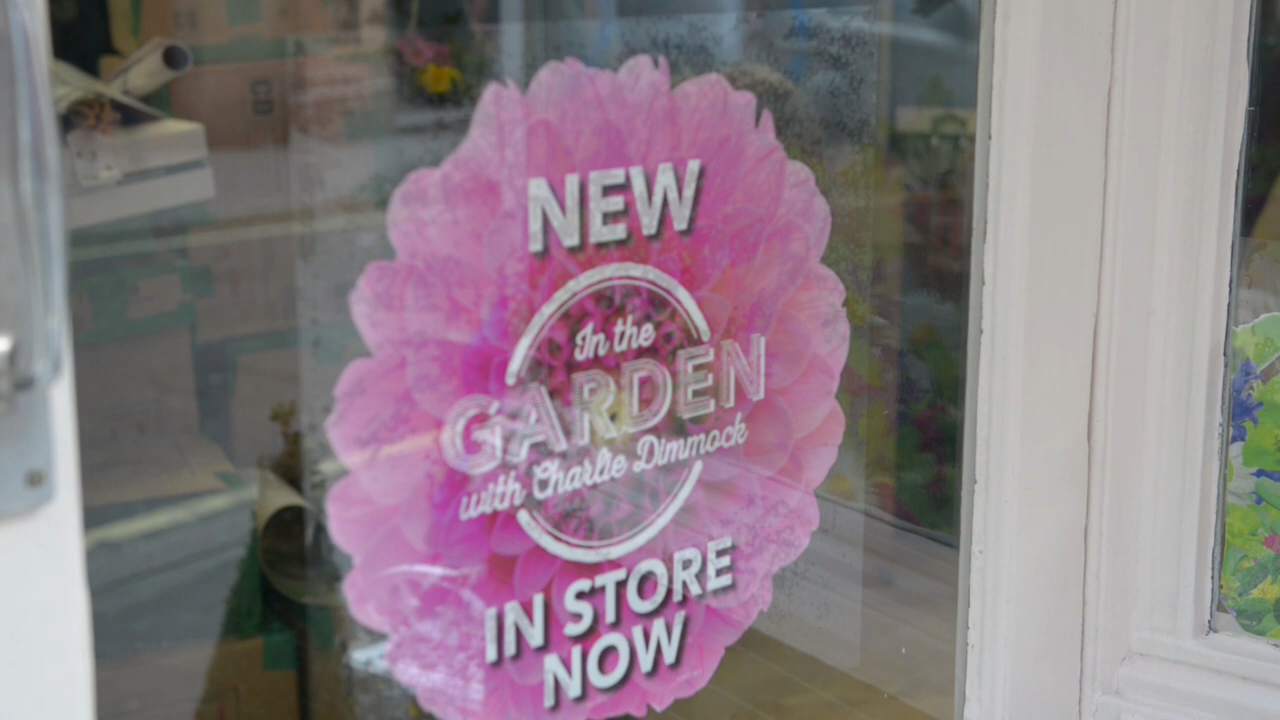 NEW
In the
GARDEN
with Charlie Dimmock
IN STORE
NOW